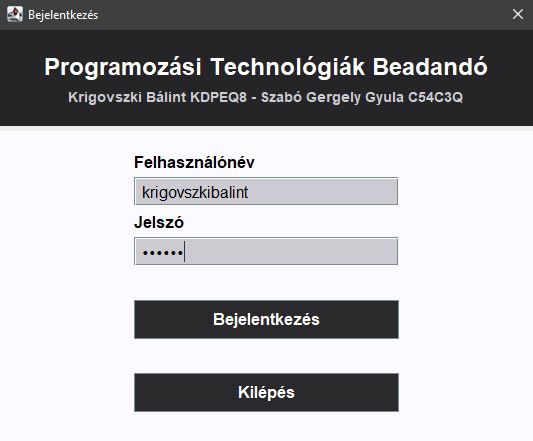 Bejelentkezés
Programozási Technológiák Beadandó
Krigovszki Bálint KDPEQ8 - Szabó Gergely Gyula C54C3Q
Felhasználónév
krigovszkibalint
Jelszó
••••••
Bejelentkezés
Kilépés